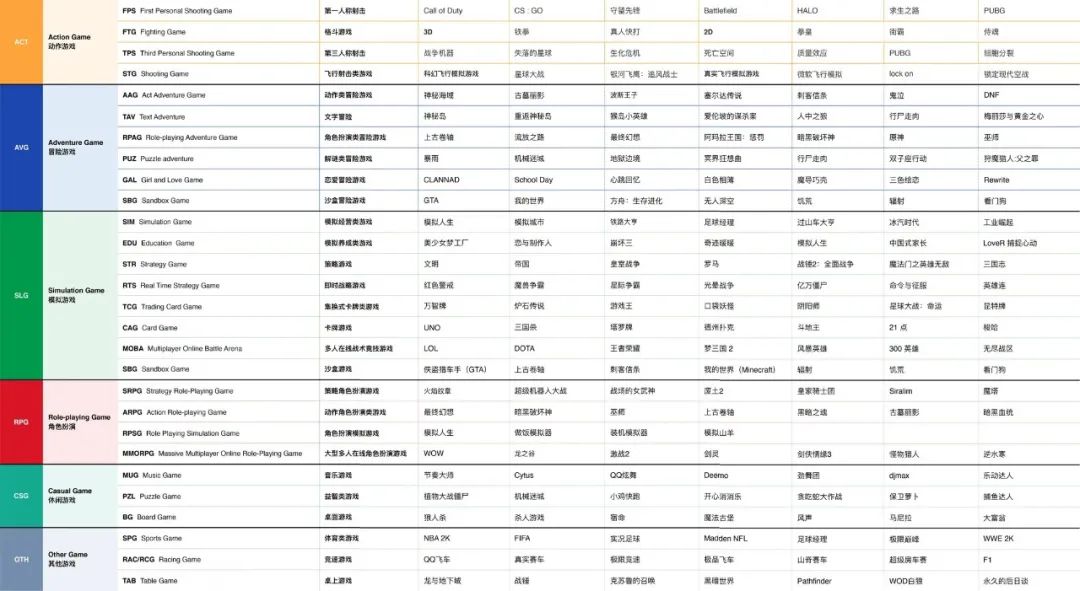 FPS First Personal Shooting Game 第一人称射击 Call of Duty CS : GO 守望先锋 Battlefield HALO 求生之路 PUBG
ACT Action Game 动作游戏
FTG Fighting Game 格斗游戏 3D 铁拳 真人快打 2D 拳皇 街霸 侍魂
TPS Third Personal Shooting Game 第三人称射击 战争机器 失落的星球 生化危机 死亡空间 质量效应 PUBG 细胞分裂
STG Shooting Game 飞行射击类游戏 科幻飞行模拟游戏 星球大战 银河飞鹰：追风战士 真实飞行模拟游戏 微软飞行模拟 lock on 锁定现代空战
AAG Act Adventure Game 动作类冒险游戏 神秘海域 古墓丽影 波斯王子 塞尔达传说 刺客信条 鬼泣 DNF
TAV Text Adventure 文字冒险 神秘岛 重返神秘岛 猴岛小英雄 爱伦坡的谋杀案 人中之狼 行尸走肉 梅丽莎与黄金之心
AVG Adventure Game 冒险游戏
RPAG Role-playing Adventure Game 角色扮演类冒险游戏 上古卷轴 流放之路 最终幻想 阿玛拉王国：惩罚 暗黑破坏神 原神 巫师
PUZ Puzzle adventure 解谜类冒险游戏 暴雨 机械迷城 地狱边境 冥界狂想曲 行尸走肉 双子座行动 狩魔猎人:父之罪
GAL Girl and Love Game 恋爱冒险游戏 CLANNAD School Day 心跳回忆 白色相簿 魔导巧壳 三色绘恋 Rewrite
SBG Sandbox Game 沙盒冒险游戏 GTA 我的世界 方舟：生存进化 无人深空 饥荒 辐射 看门狗
SIM Simulation Game 模拟经营类游戏 模拟人生 模拟城市 铁路大亨 足球经理 过山车大亨 冰汽时代 工业崛起
EDU Education Game 模拟养成类游戏 美少女梦工厂 恋与制作人 崩坏三 奇迹暖暖 模拟人生 中国式家长 LoveR 捕捉心动
STR Strategy Game 策略游戏 文明 帝国 皇室战争 罗马 战锤2：全面战争 魔法门之英雄无敌 三国志
SLG Simulation Game 模拟游戏
RTS Real Time Strategy Game 即时战略游戏 红色警戒 魔兽争霸 星际争霸 光晕战争 亿万僵尸 命令与征服 英雄连
TCG Trading Card Game 集换式卡牌类游戏 万智牌 炉石传说 游戏王 口袋妖怪 阴阳师 星球大战：命运 昆特牌
CAG Card Game 卡牌游戏 UNO 三国杀 塔罗牌 德州扑克 斗地主 21 点 梭哈
MOBA Multiplayer Online Battle Arena 多人在线战术竞技游戏 LOL DOTA 王者荣耀 梦三国 2 风暴英雄 300 英雄 无尽战区
SBG Sandbox Game 沙盒游戏 侠盗猎车手（GTA） 上古卷轴 刺客信条 我的世界（Minecraft） 辐射 饥荒 看门狗
SRPG Strategy Role-Playing Game 策略角色扮演游戏 火焰纹章 超级机器人大战 战场的女武神 废土2 皇家骑士团 Siralim 魔塔
ARPG Action Role-playing Game 动作角色扮演类游戏 最终幻想 暗黑破坏神 巫师 上古卷轴 黑暗之魂 古墓丽影 暗黑血统
RPG Role-playing Game 角色扮演
RPSG Role Playing Simulation Game 角色扮演模拟游戏 模拟人生 做饭模拟器 装机模拟器 模拟山羊
MMORPG Massive Multiplayer Online Role-Playing Game 大型多人在线角色扮演游戏 WOW 龙之谷 激战2 剑灵 剑侠情缘3 怪物猎人 逆水寒
MUG Music Game 音乐游戏 节奏大师 Cytus QQ炫舞 Deemo 劲舞团 djmax 乐动达人
CSG Casual Game 休闲游戏
PZL Puzzle Game 益智类游戏 植物大战僵尸 机械迷城 小鸡快跑 开心消消乐 贪吃蛇大作战 保卫萝卜 捕鱼达人
BG Board Game 桌面游戏 狼人杀 杀人游戏 宿命 魔法古堡 风声 马尼拉 大富翁
SPG Sports Game 体育类游戏 NBA 2K FIFA 实况足球 Madden NFL 足球经理 极限巅峰 WWE 2K
OTH Other Game 其他游戏
RAC/RCG Racing Game 竞速游戏 QQ飞车 真实赛车 极限竞速 极品飞车 山脊赛车 超级房车赛 F1
TAB Table Game 桌上游戏 龙与地下城 战锤 克苏鲁的召唤 黑暗世界 Pathfinder WOD白狼 永久的后日谈